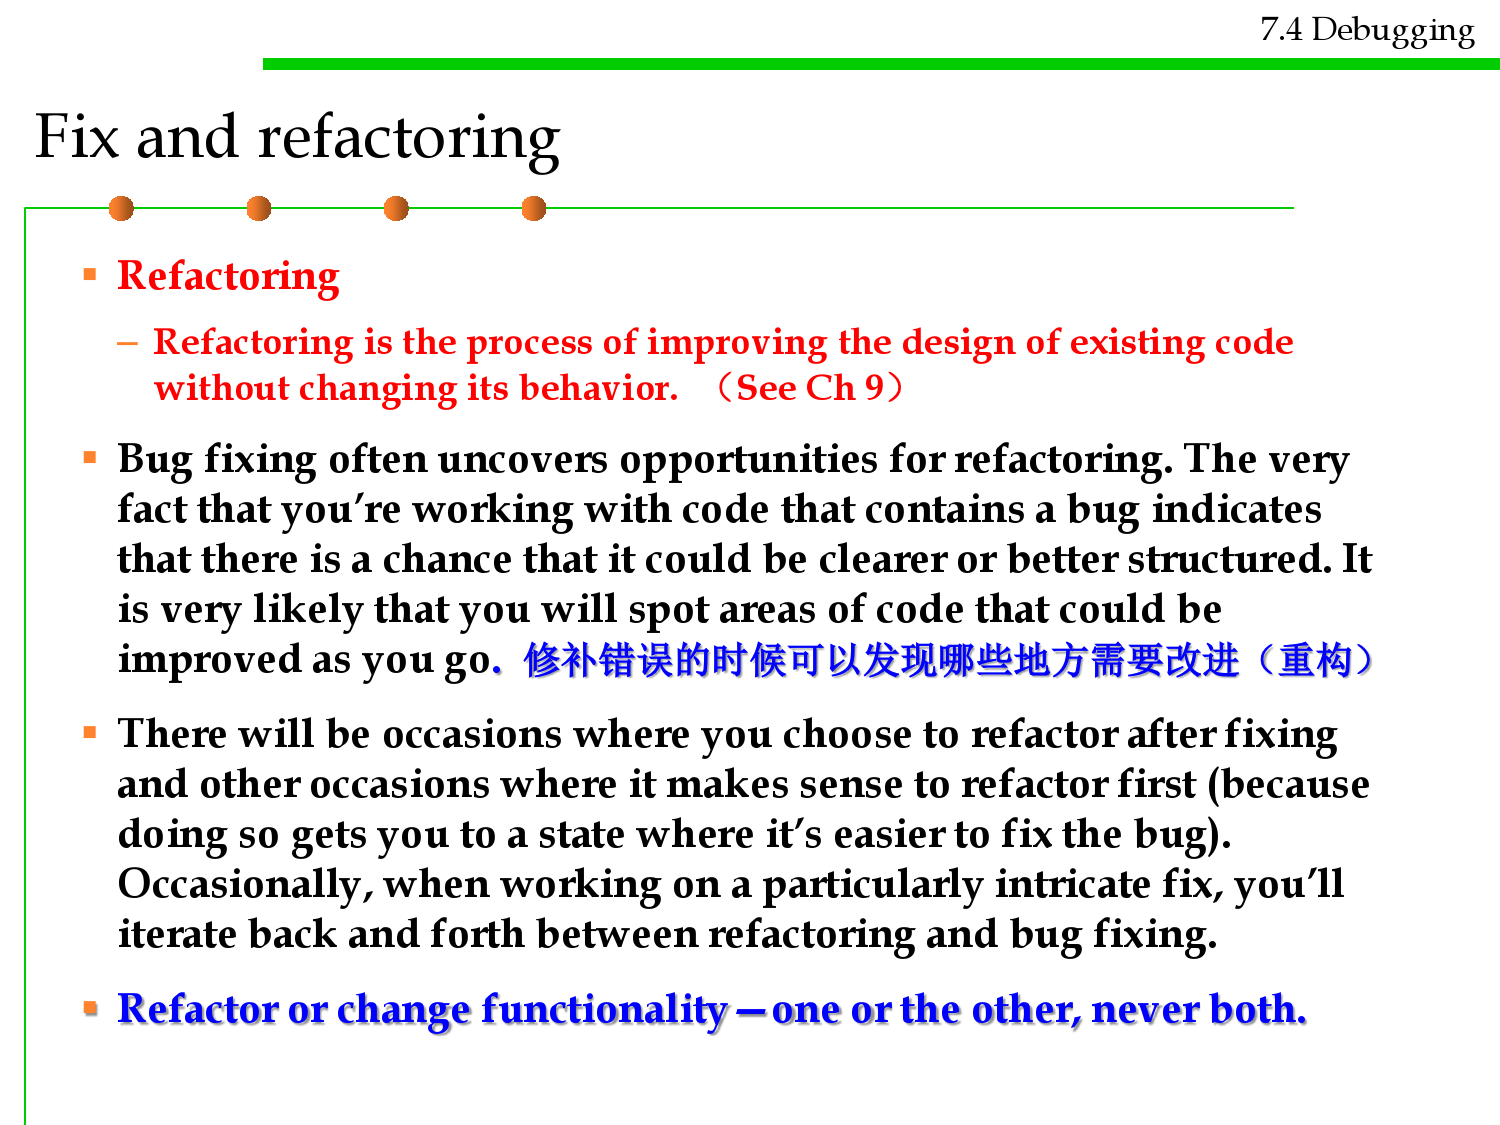 7.4 Debugging
Fix and refactoring
▪ Refactoring
– Refactoring is the process of improving the design of existing code
without changing its behavior. （See Ch 9）
▪ Bug fixing often uncovers opportunities for refactoring. The very
fact that you’re working with code that contains a bug indicates
that there is a chance that it could be clearer or better structured. It
is very likely that you will spot areas of code that could be
improved as you go. 修补错误的时候可以发现哪些地方需要改进（重构）
▪ There will be occasions where you choose to refactor after fixing
and other occasions where it makes sense to refactor first (because
doing so gets you to a state where it’s easier to fix the bug).
Occasionally, when working on a particularly intricate fix, you’ll
iterate back and forth between refactoring and bug fixing.
▪ Refactor or change functionality—one or the other, never both.